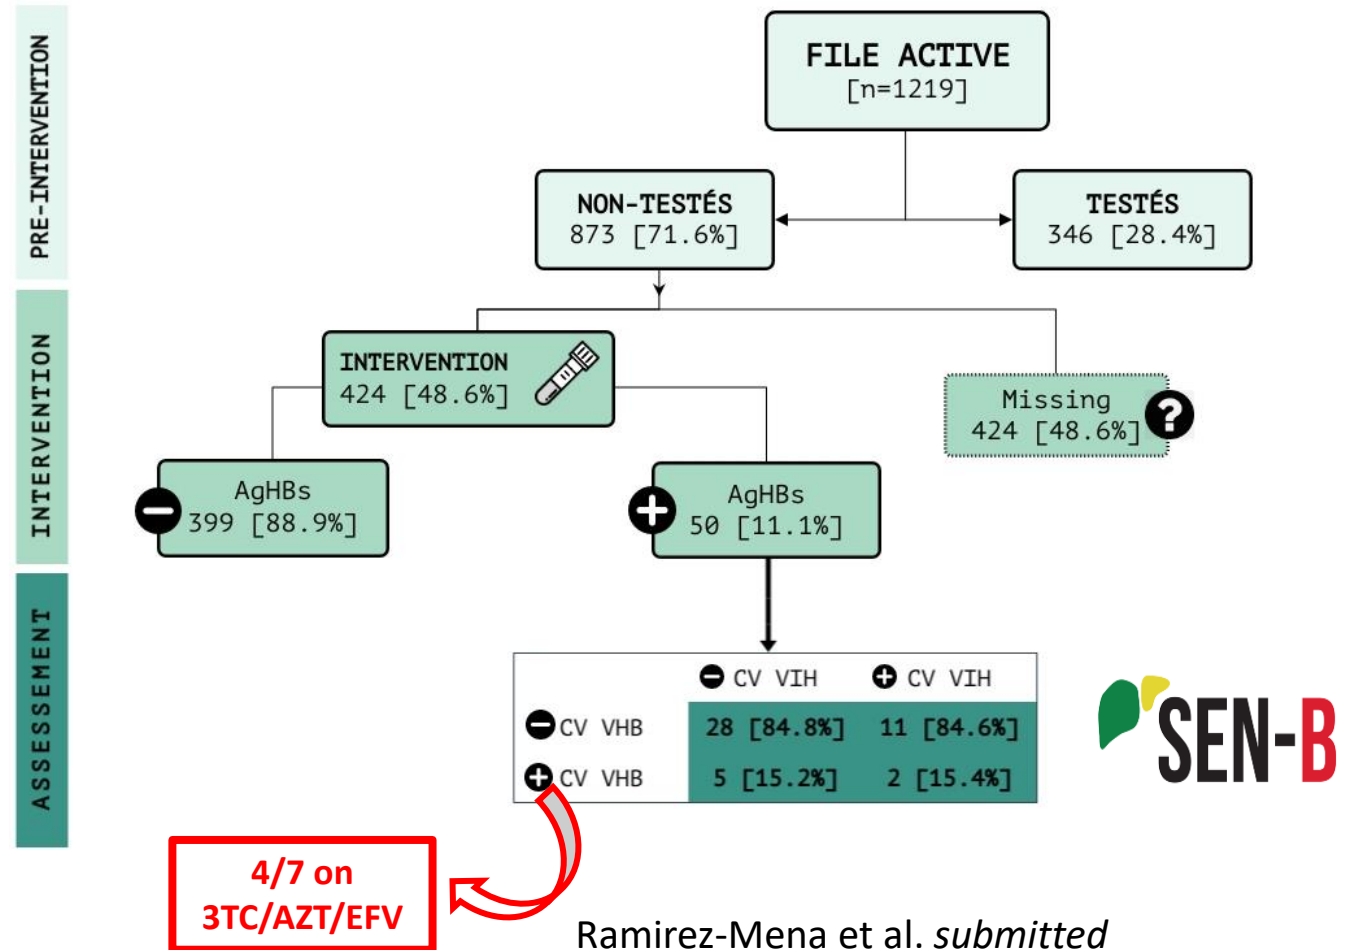 PRE-INTERVENTION
FILE ACTIVE
[n=1219]
NON-TESTÉS
873 [71.6%]
TESTÉS
346 [28.4%]
INTERVENTION
INTERVENTION
424 [48.6%]
Missing
424 [48.6%]
?
AgHBs
399 [88.9%]
AgHBs
50 [11.1%]
ASSESSEMENT
CV VIH CV VIH
CV VHB 28 [84.8%] 11 [84.6%]
CV VHB 5 [15.2%] 2 [15.4%]
SEN-B
4/7 on
3TC/AZT/EFV
Ramirez-Mena et al. submitted